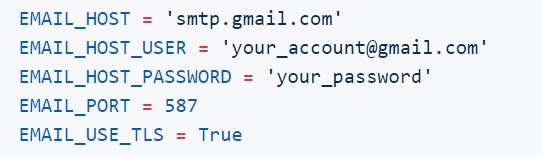 EMAIL_HOST = 'smtp.gmail.com'
EMAIL_HOST_USER = 'your_account@gmail.com'
EMAIL_HOST_PASSWORD = 'your_password'
EMAIL_PORT = 587
EMAIL_USE_TLS = True